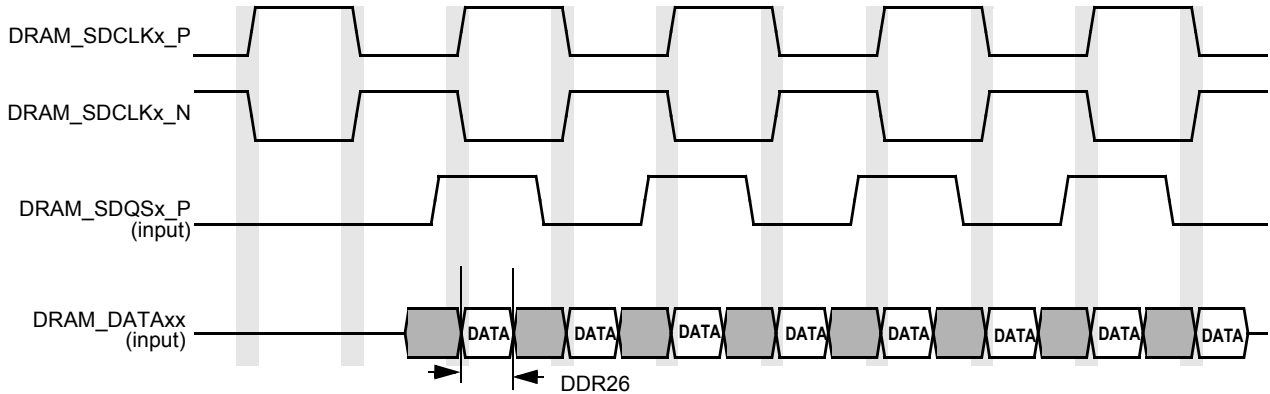 DRAM_SDCLKx_P
DRAM_SDCLKx_N
DRAM_SDQSx_P
(input)
DRAM_DATAxx
(input)
DATA DATA DATA DATA DATA DATA DATA DATA
DDR26